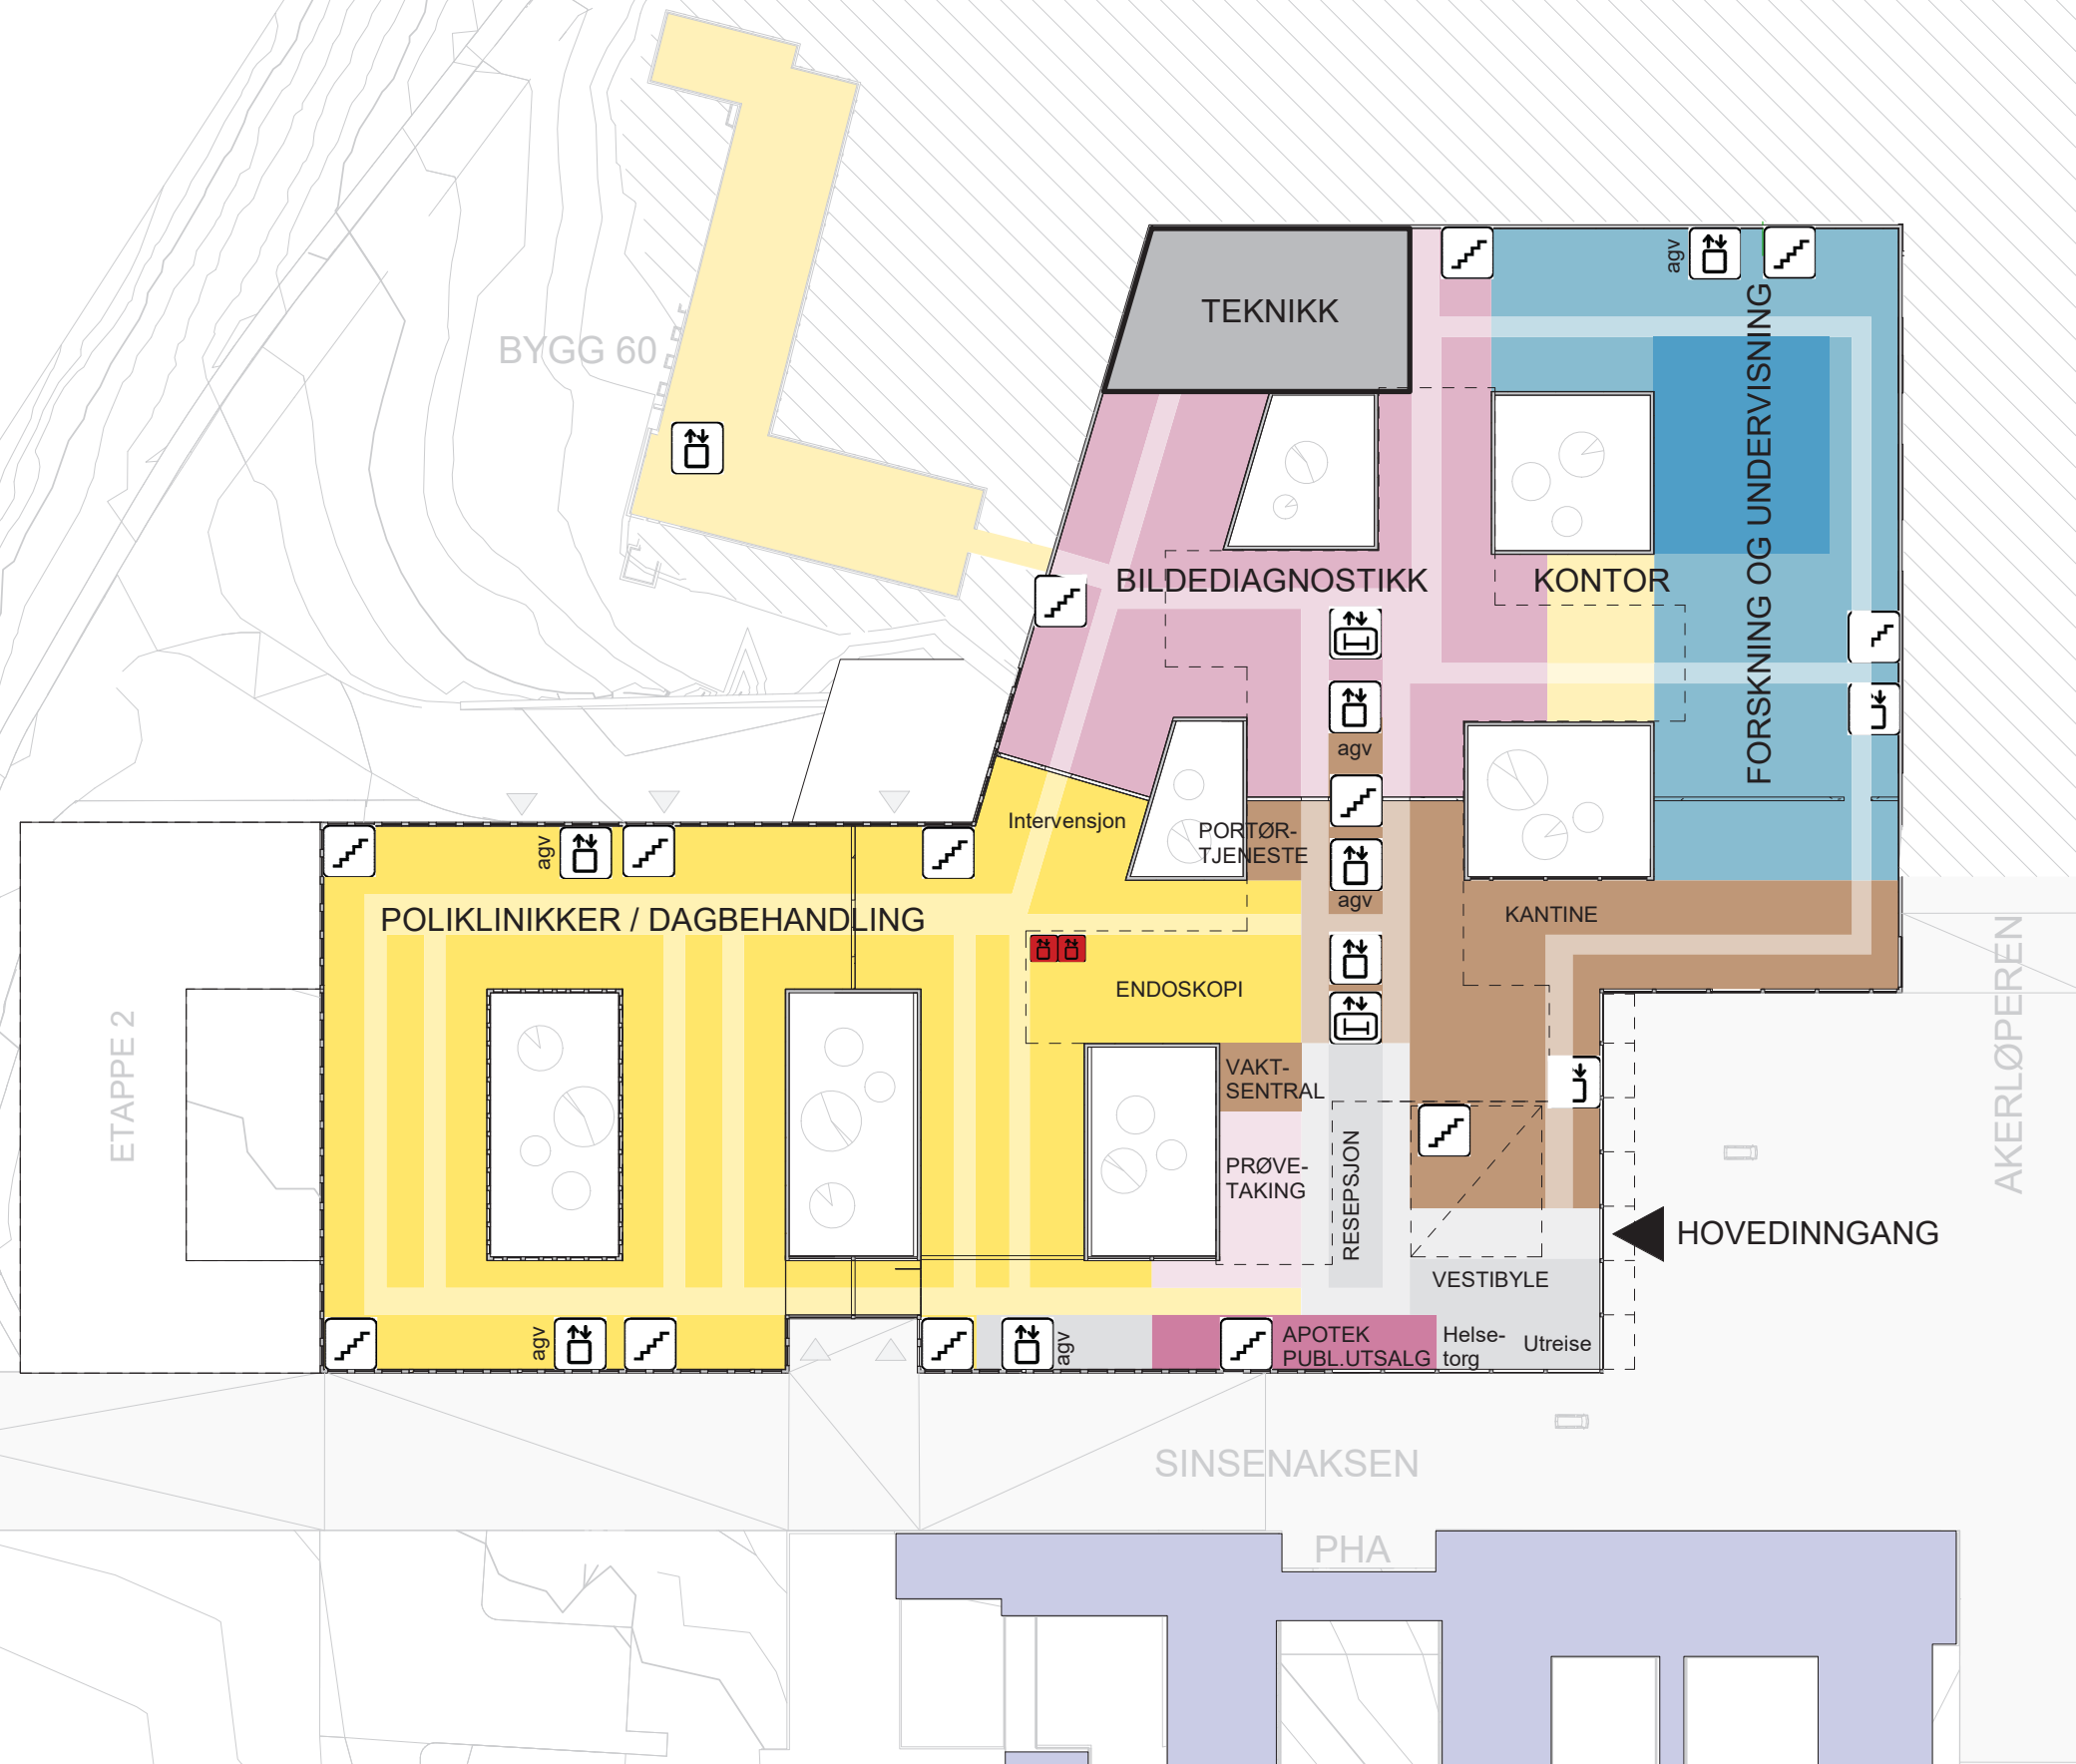 agv
TEKNIKK
BYGG 60
FORSKNING OG UNDERVISNING
BILDEDIAGNOSTIKK
KONTOR
agv
Intervensjon
PORTØR-
TJENESTE
agv
agv
POLIKLINIKKER / DAGBEHANDLING
KANTINE
ENDOSKOPI
ETAPPE 2
AKERLØPEREN
VAKT-
SENTRAL
PRØVE-
TAKING
RESEPSJON
HOVEDINNGANG
VESTIBYLE
agv
agv
APOTEK
PUBL.UTSALG
Helse-
torg
Utreise
SINSENAKSEN
PHA